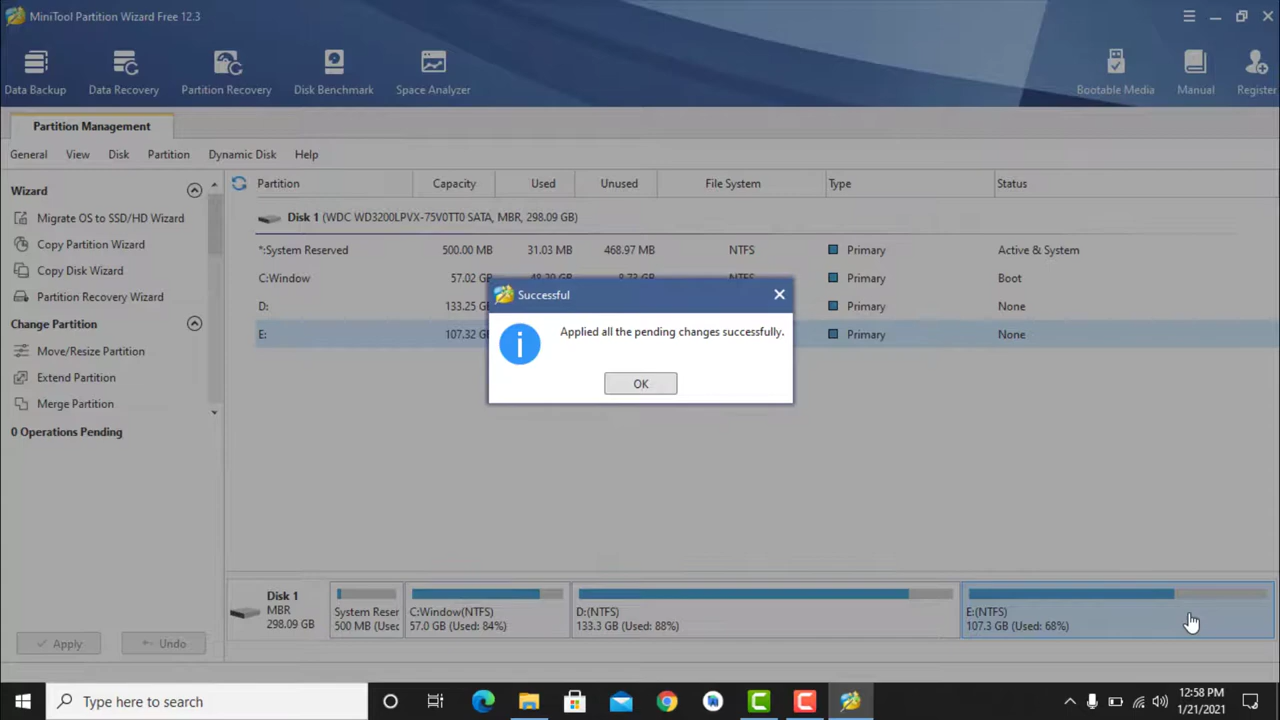 MiniTool Partition Wizard Free 12.3
Data Backup Data Recovery Partition Recovery Disk Benchmark Space Analyzer Bootable Media Manual Register
Partition Management
General View Disk Partition Dynamic Disk Help
Wizard
Migrate OS to SSD/HD Wizard
Copy Partition Wizard
Copy Disk Wizard
Partition Recovery Wizard
Change Partition
Move/Resize Partition
Extend Partition
Merge Partition
0 Operations Pending
Apply Undo
Partition Capacity Used Unused File System Type Status
Disk 1 (WDC WD3200LPVX-75V0TT0 SATA, MBR, 298.09 GB)
*:System Reserved 500.00 MB 31.03 MB 468.97 MB NTFS Primary Active & System
C:Window 57.02 GB 48.29 GB 8.73 GB NTFS Primary Boot
D: 133.25 GB Primary None
E: 107.32 GB Primary None
Successful
Applied all the pending changes successfully.
OK
Disk 1
MBR
298.09 GB
System Reser
500 MB (Used
C:Window(NTFS)
57.0 GB (Used: 84%)
D:(NTFS)
133.3 GB (Used: 88%)
E:(NTFS)
107.3 GB (Used: 68%)
Type here to search
12:58 PM
1/21/2021